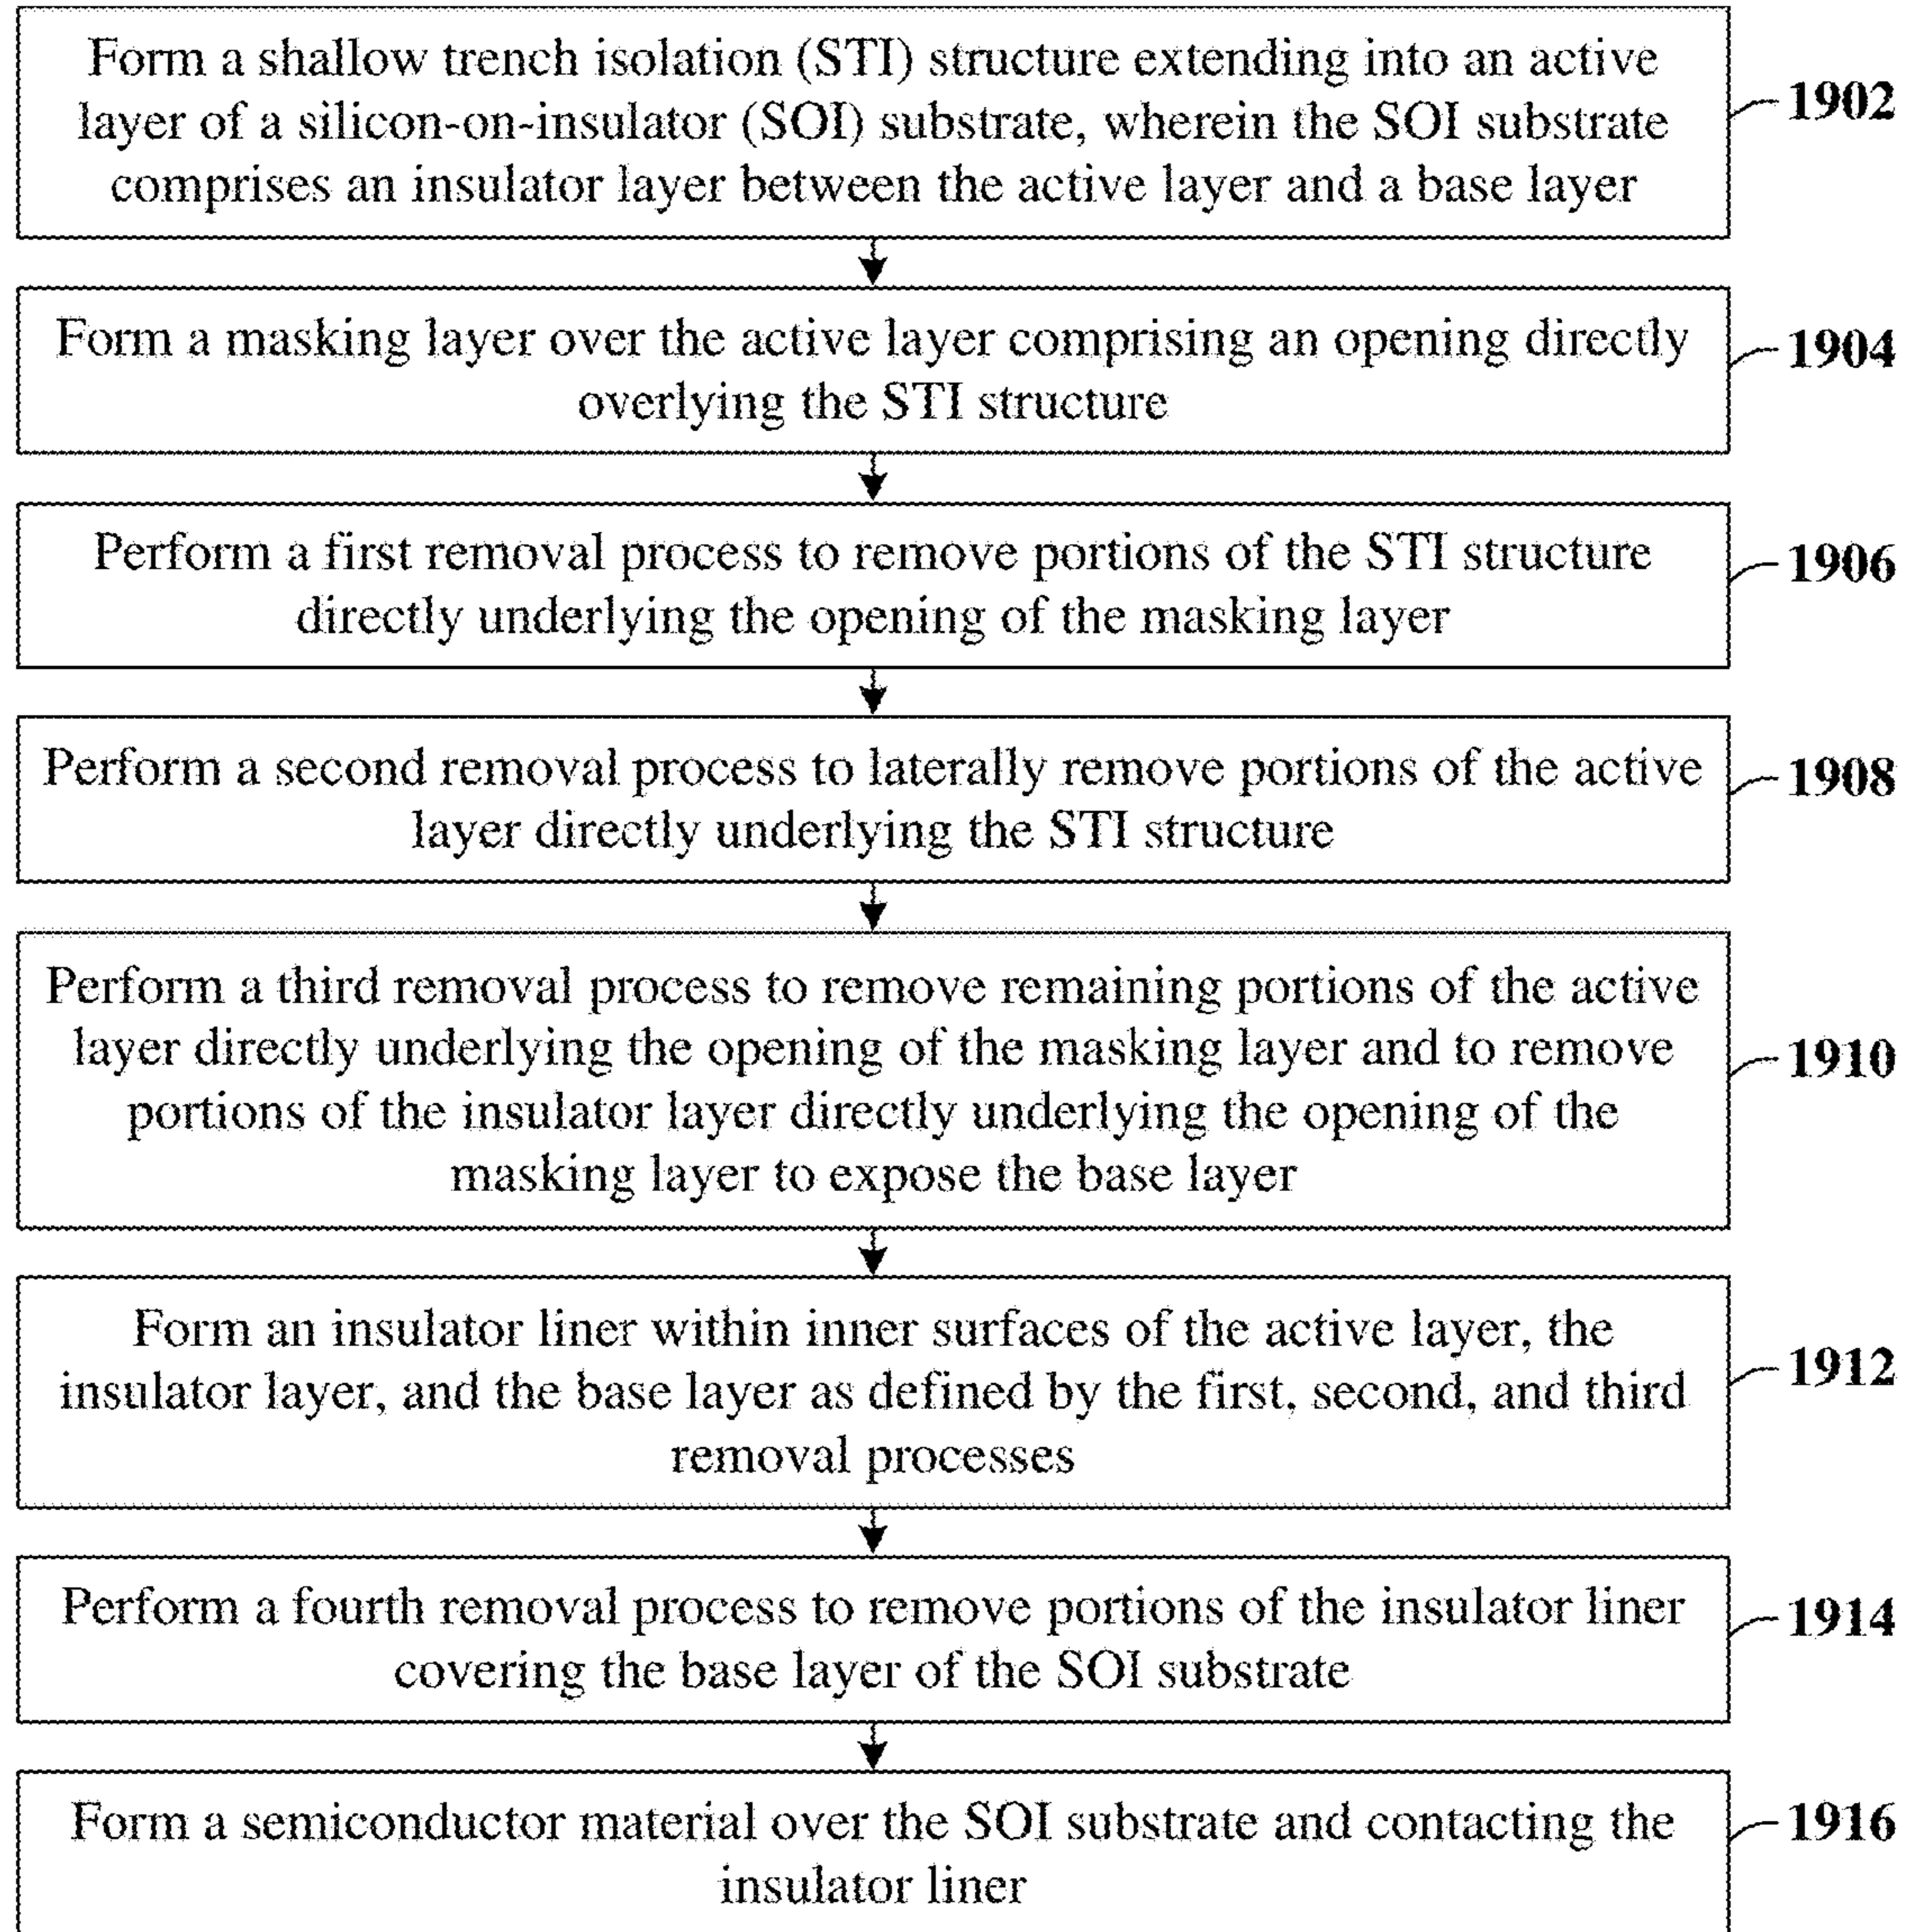 Form a shallow trench isolation (STI) structure extending into an active
layer of a silicon-on-insulator (SOI) substrate, wherein the SOI substrate
comprises an insulator layer between the active layer and a base layer
1902
Form a masking layer over the active layer comprising an opening directly
overlying the STI structure
1904
Perform a first removal process to remove portions of the STI structure
directly underlying the opening of the masking layer
1906
Perform a second removal process to laterally remove portions of the active
layer directly underlying the STI structure
1908
Perform a third removal process to remove remaining portions of the active
layer directly underlying the opening of the masking layer and to remove
portions of the insulator layer directly underlying the opening of the
masking layer to expose the base layer
1910
Form an insulator liner within inner surfaces of the active layer, the
insulator layer, and the base layer as defined by the first, second, and third
removal processes
1912
Perform a fourth removal process to remove portions of the insulator liner
covering the base layer of the SOI substrate
1914
Form a semiconductor material over the SOI substrate and contacting the
insulator liner
1916